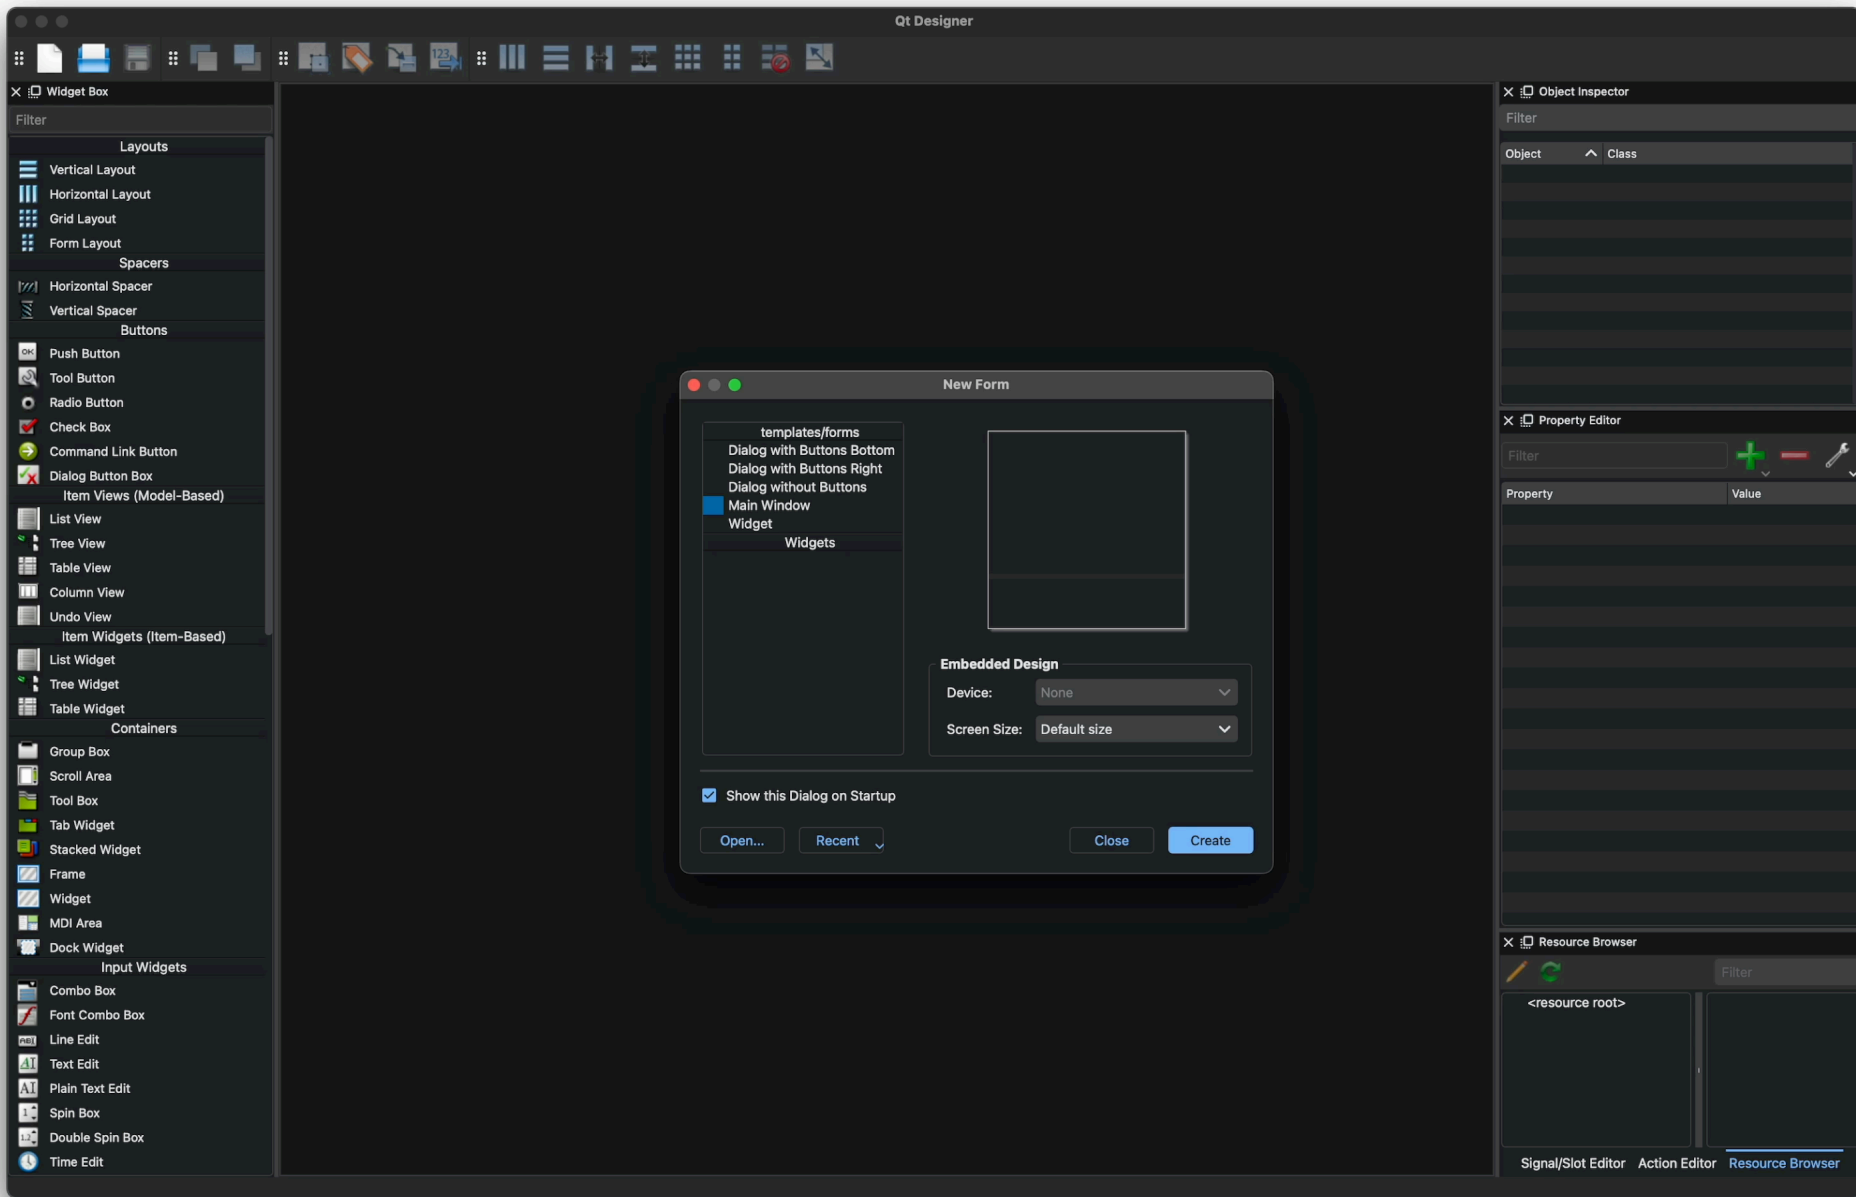 Qt Designer
Widget Box
Filter
Layouts
Vertical Layout
Horizontal Layout
Grid Layout
Form Layout
Spacers
Horizontal Spacer
Vertical Spacer
Buttons
Push Button
Tool Button
Radio Button
Check Box
Command Link Button
Dialog Button Box
Item Views (Model-Based)
List View
Tree View
Table View
Column View
Undo View
Item Widgets (Item-Based)
List Widget
Tree Widget
Table Widget
Containers
Group Box
Scroll Area
Tool Box
Tab Widget
Stacked Widget
Frame
Widget
MDI Area
Dock Widget
Input Widgets
Combo Box
Font Combo Box
Line Edit
Text Edit
Plain Text Edit
Spin Box
Double Spin Box
Time Edit
New Form
templates/forms
Dialog with Buttons Bottom
Dialog with Buttons Right
Dialog without Buttons
Main Window
Widget
Widgets
Embedded Design
Device: None
Screen Size: Default size
Show this Dialog on Startup
Open... Recent Close Create
Object Inspector
Filter
Object Class
Property Editor
Filter
Property Value
Resource Browser
Filter
<resource root>
Signal/Slot Editor Action Editor Resource Browser